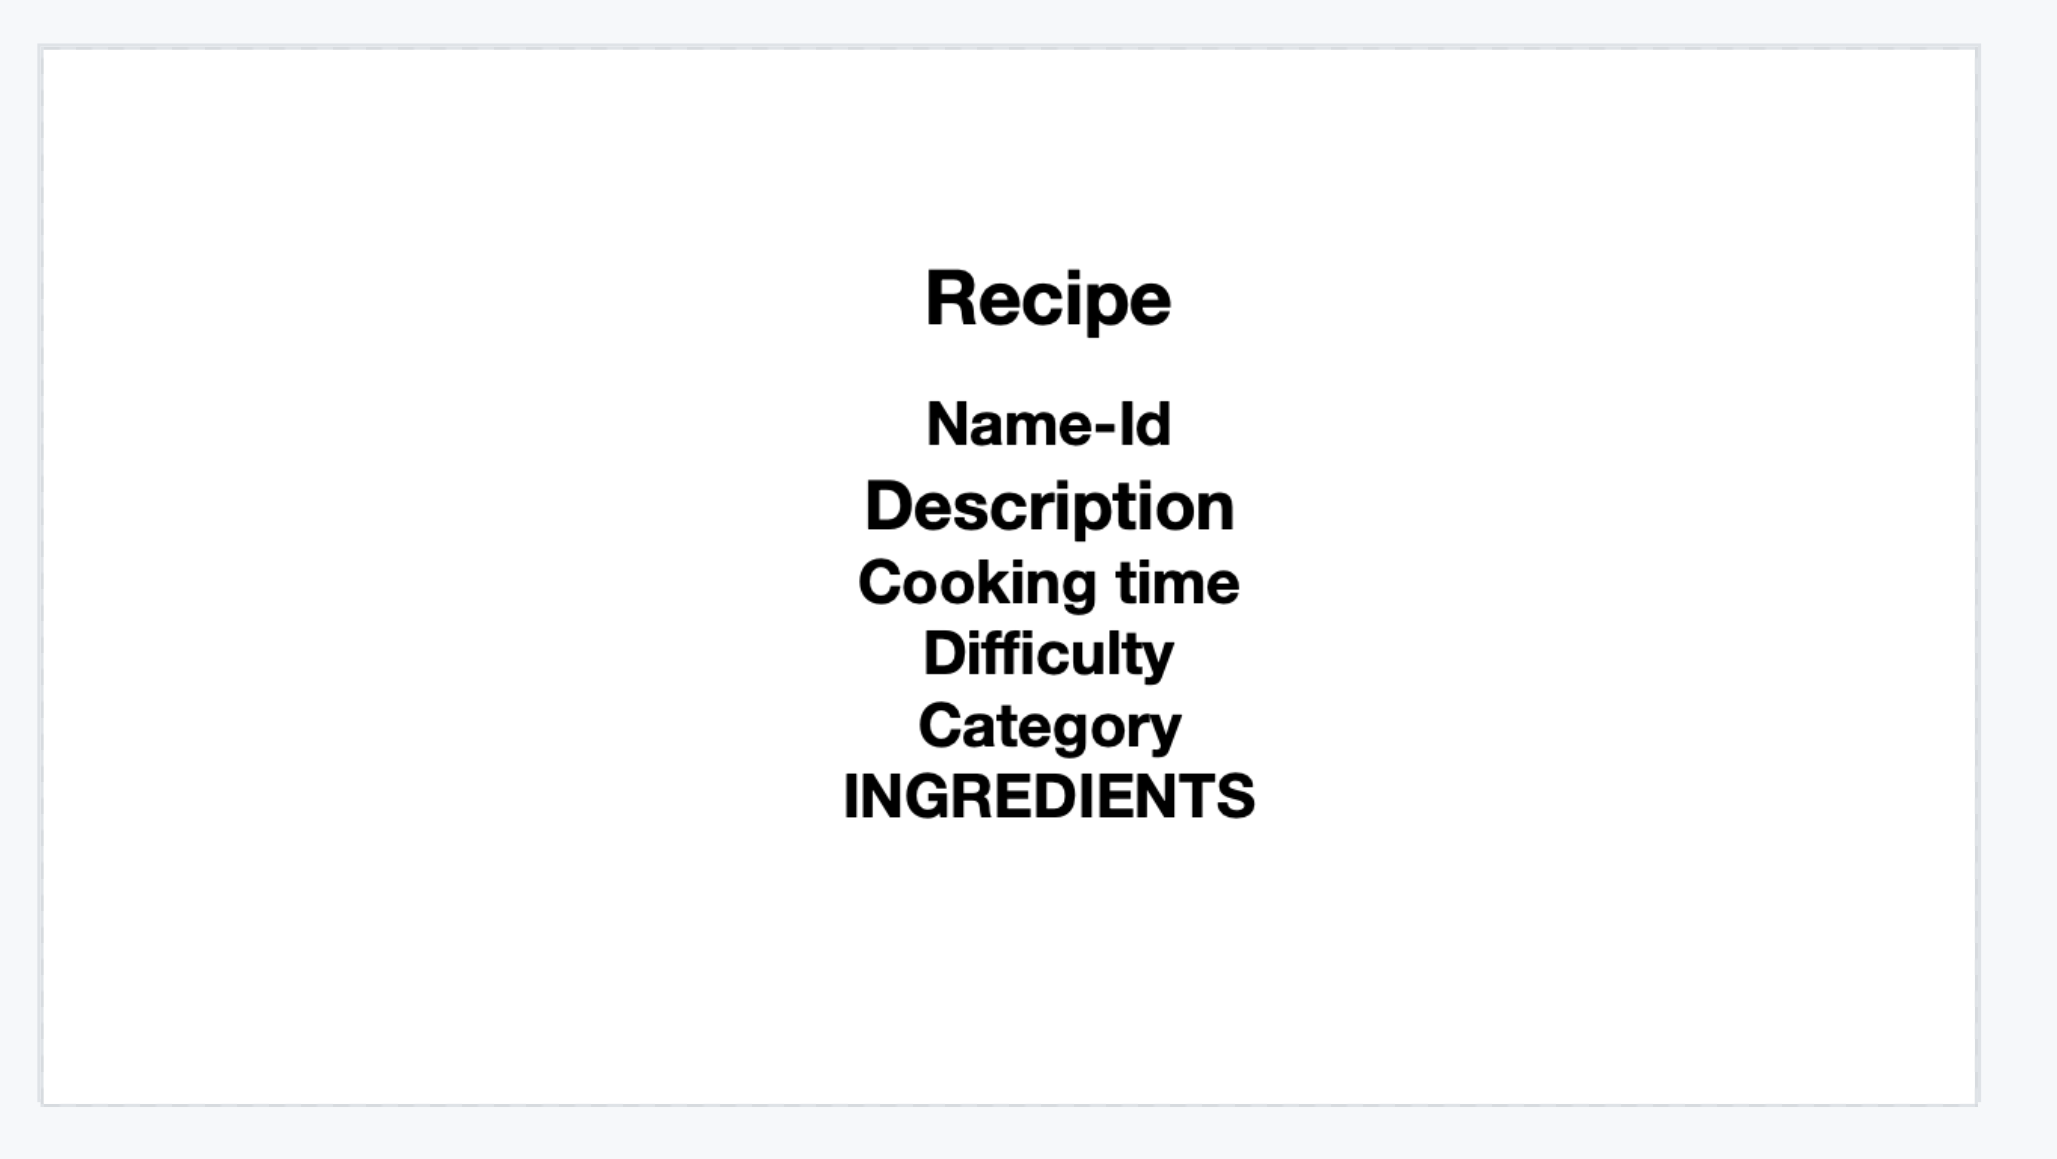 Recipe
Name-Id
Description
Cooking time
Difficulty
Category
INGREDIENTS